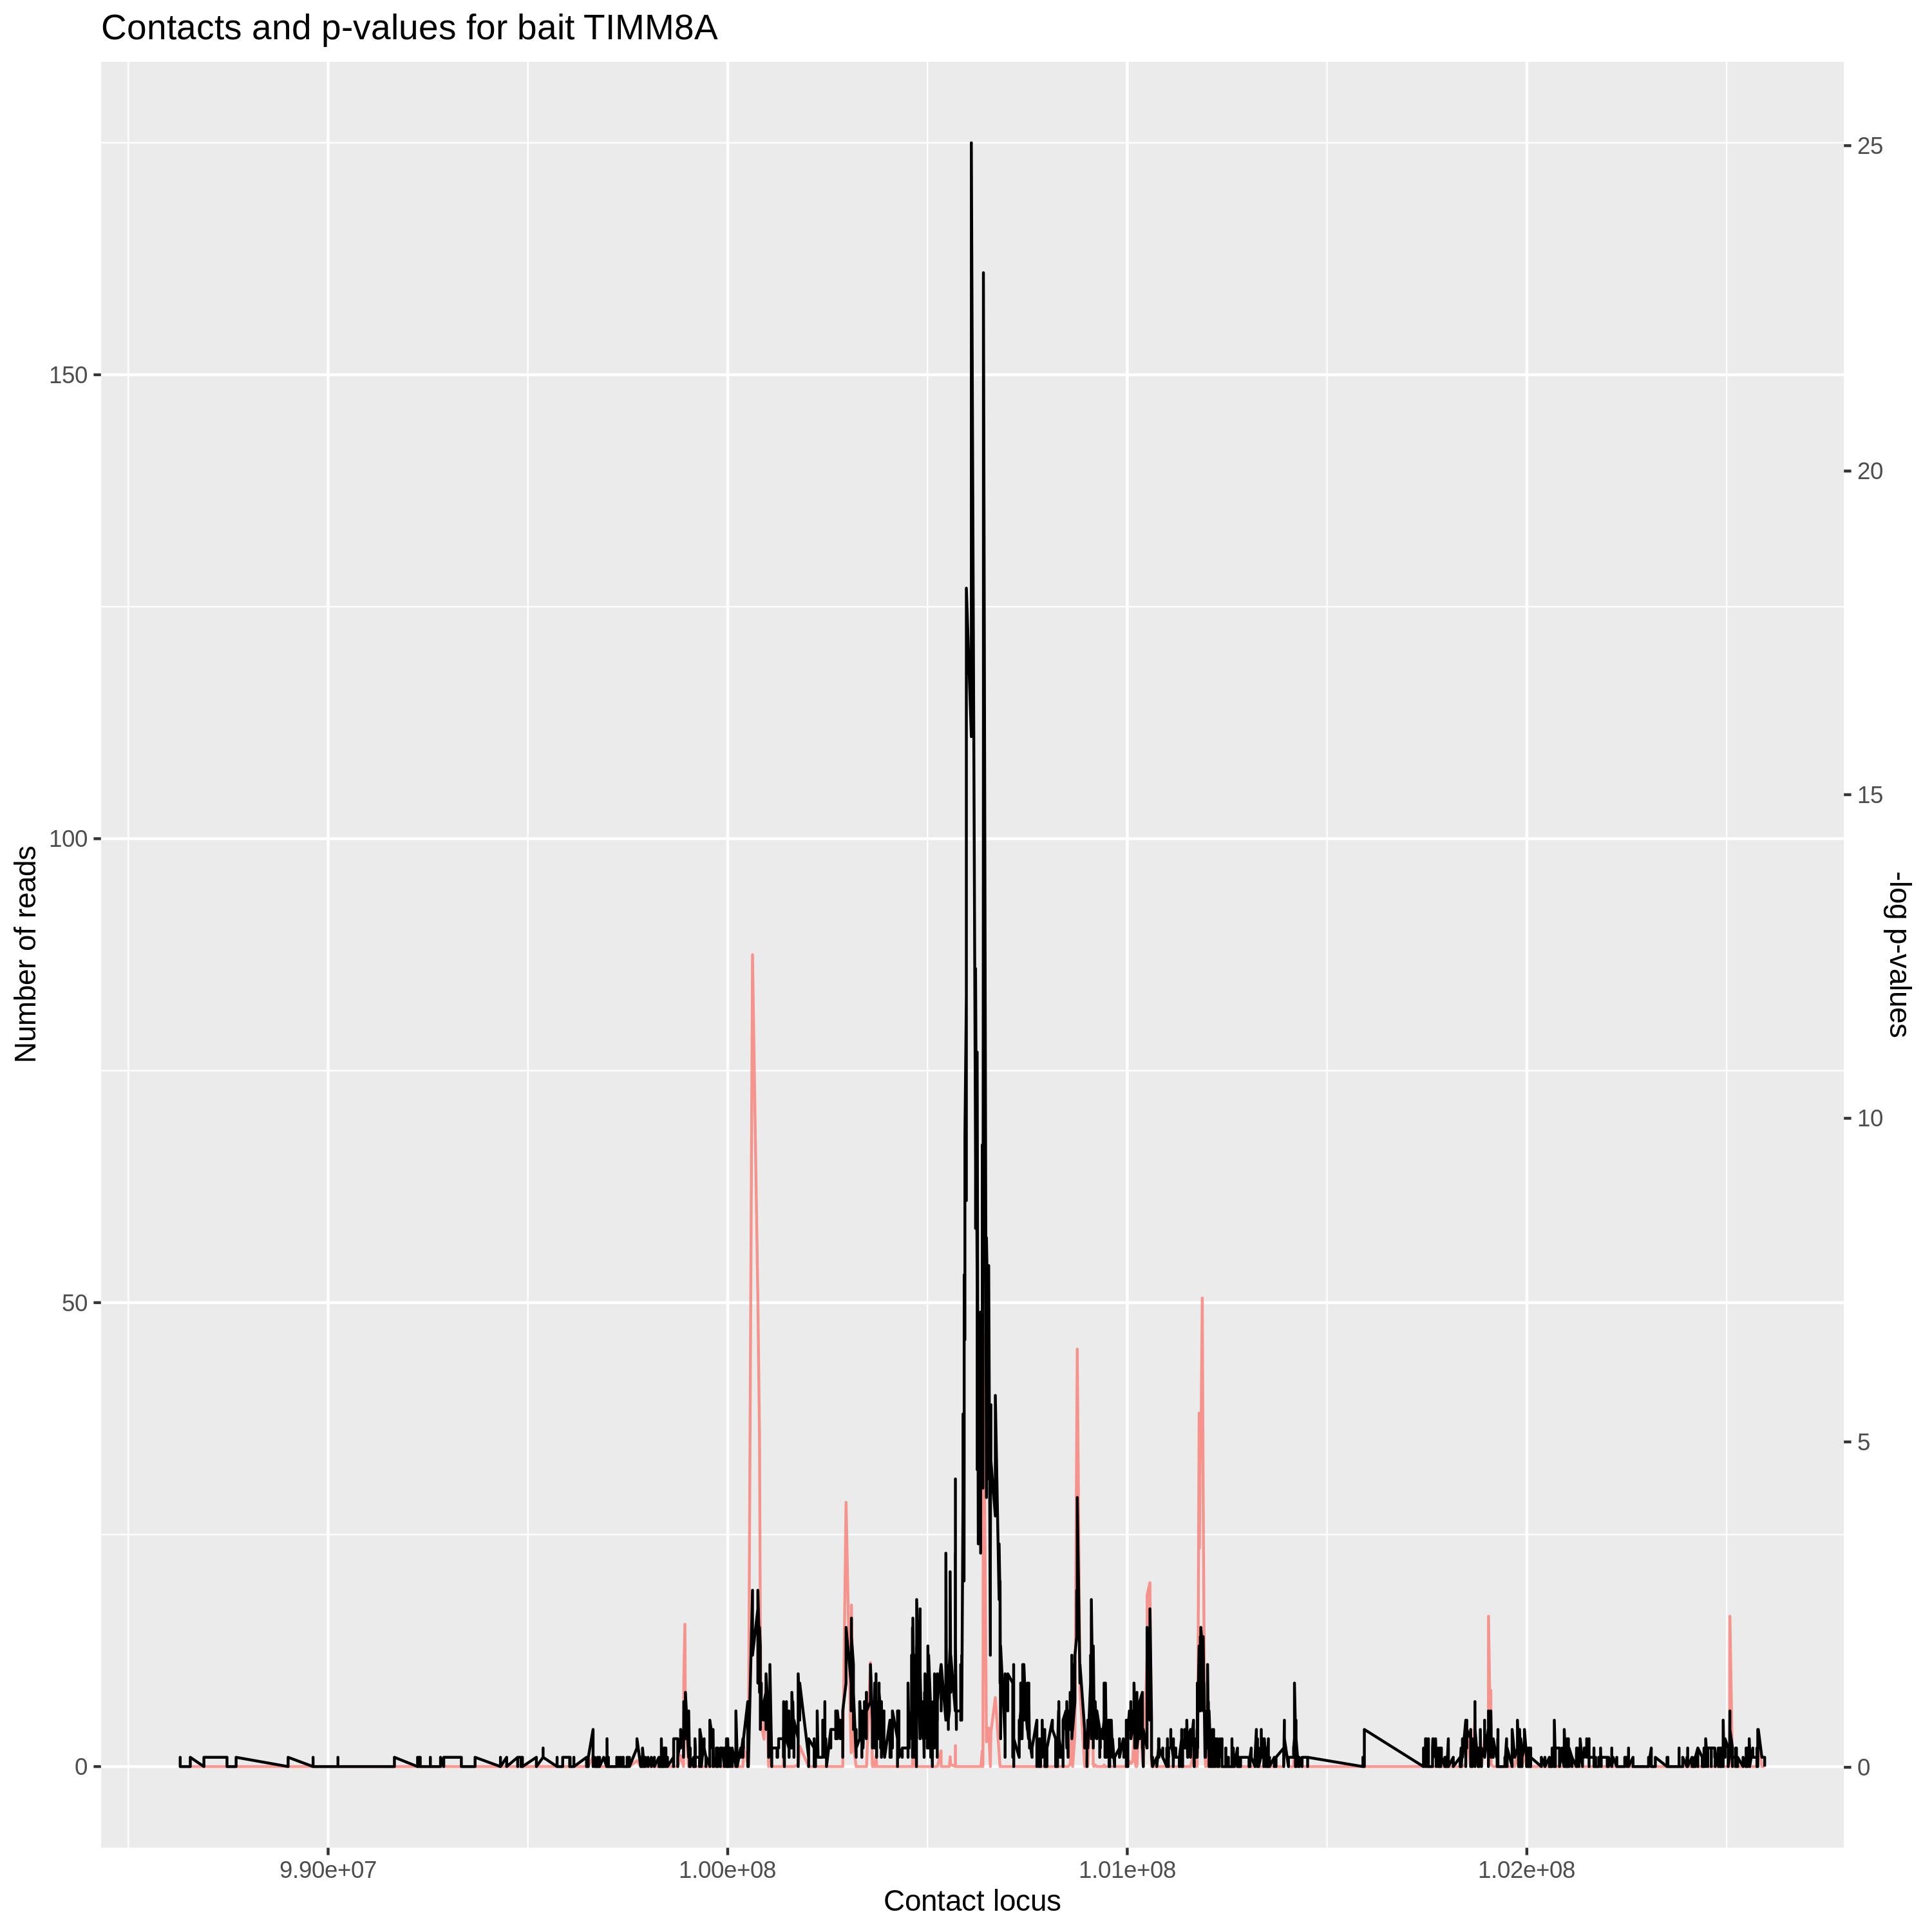 Contacts and p-values for bait TIMM8A
Number of reads
150
100
50
0
25
20
15
10
5
0
-log p-values
9.90e+07 1.00e+08 1.01e+08 1.02e+08
Contact locus